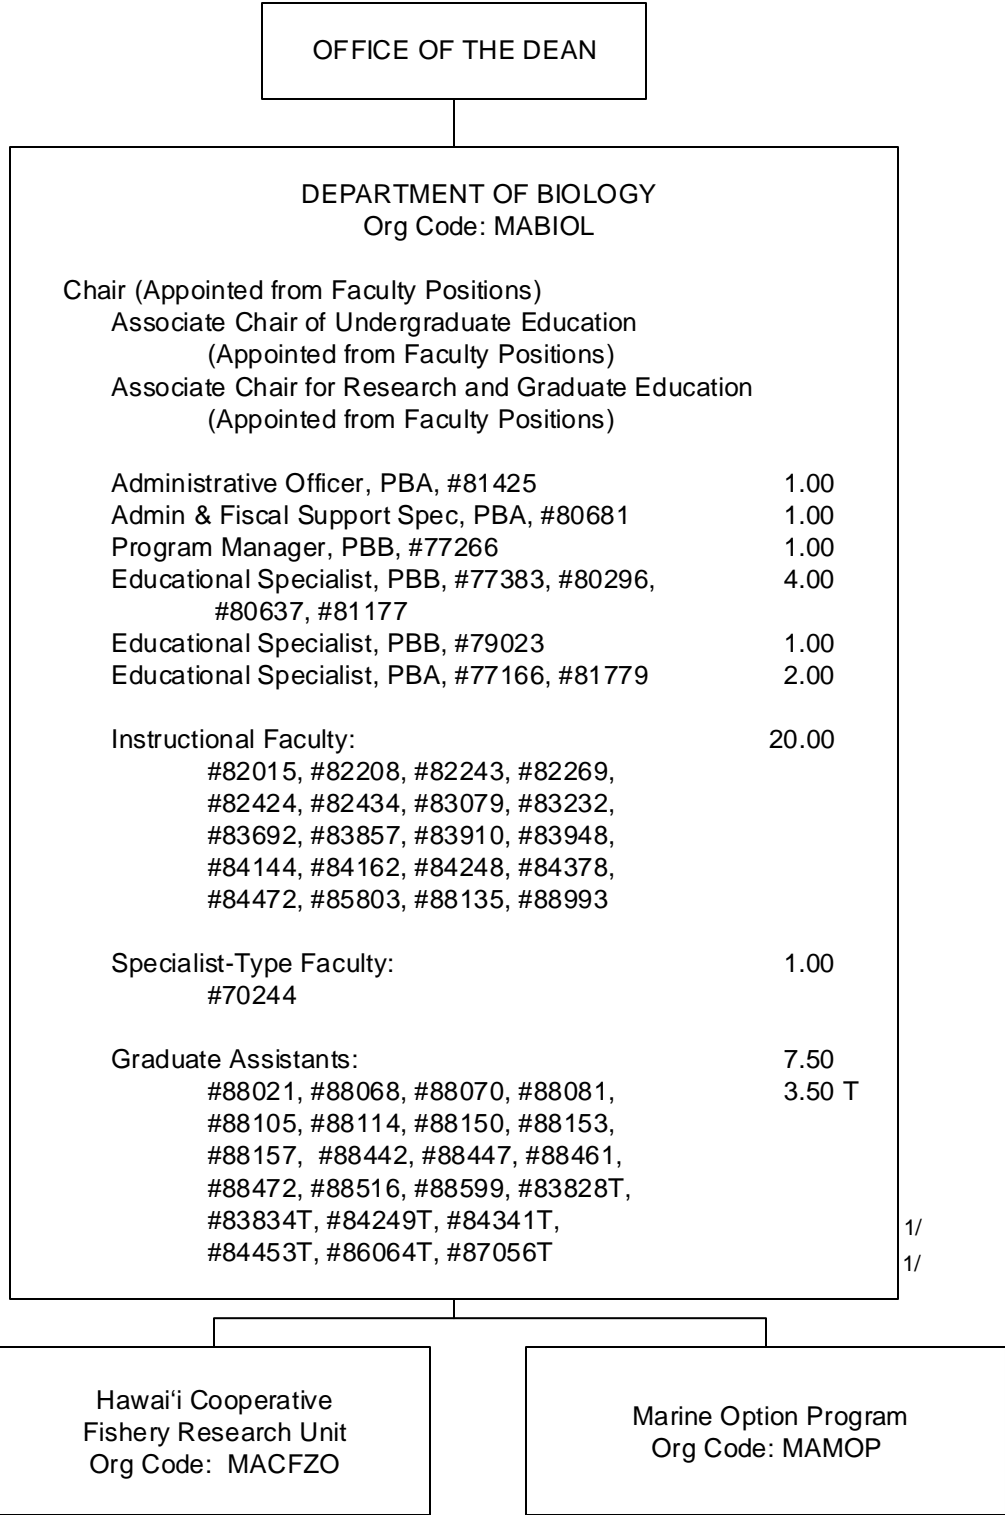 OFFICE OF THE DEAN
DEPARTMENT OF BIOLOGY
Org Code: MABIOL
Chair (Appointed from Faculty Positions)
Associate Chair of Undergraduate Education
(Appointed from Faculty Positions)
Associate Chair for Research and Graduate Education
(Appointed from Faculty Positions)
Administrative Officer, PBA, #81425 1.00
Admin & Fiscal Support Spec, PBA, #80681 1.00
Program Manager, PBB, #77266 1.00
Educational Specialist, PBB, #77383, #80296, 4.00
#80637, #81177
Educational Specialist, PBB, #79023 1.00
Educational Specialist, PBA, #77166, #81779 2.00
Instructional Faculty: 20.00
#82015, #82208, #82243, #82269,
#82424, #82434, #83079, #83232,
#83692, #83857, #83910, #83948,
#84144, #84162, #84248, #84378,
#84472, #85803, #88135, #88993
Specialist-Type Faculty: 1.00
#70244
Graduate Assistants: 7.50
#88021, #88068, #88070, #88081, 3.50 T
#88105, #88114, #88150, #88153,
#88157, #88442, #88447, #88461,
#88472, #88516, #88599, #83828T,
#83834T, #84249T, #84341T, 1/
#84453T, #86064T, #87056T 1/
Hawai‘i Cooperative
Fishery Research Unit
Org Code: MACFZO
Marine Option Program
Org Code: MAMOP